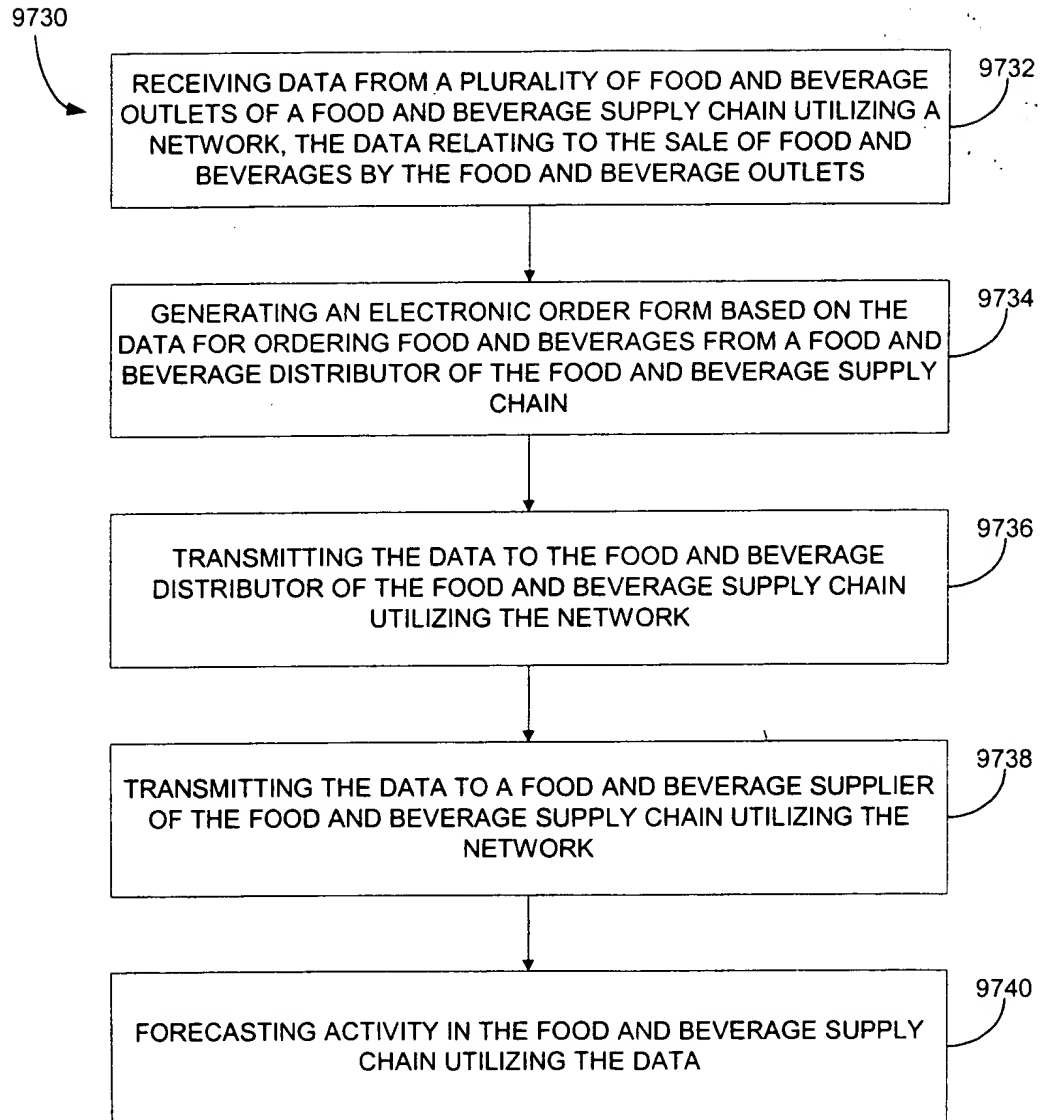 9730
RECEIVING DATA FROM A PLURALITY OF FOOD AND BEVERAGE
OUTLETS OF A FOOD AND BEVERAGE SUPPLY CHAIN UTILIZING A
NETWORK, THE DATA RELATING TO THE SALE OF FOOD AND
BEVERAGES BY THE FOOD AND BEVERAGE OUTLETS
9732
GENERATING AN ELECTRONIC ORDER FORM BASED ON THE
DATA FOR ORDERING FOOD AND BEVERAGES FROM A FOOD AND
BEVERAGE DISTRIBUTOR OF THE FOOD AND BEVERAGE SUPPLY
CHAIN
9734
TRANSMITTING THE DATA TO THE FOOD AND BEVERAGE
DISTRIBUTOR OF THE FOOD AND BEVERAGE SUPPLY CHAIN
UTILIZING THE NETWORK
9736
TRANSMITTING THE DATA TO A FOOD AND BEVERAGE SUPPLIER
OF THE FOOD AND BEVERAGE SUPPLY CHAIN UTILIZING THE
NETWORK
9738
FORECASTING ACTIVITY IN THE FOOD AND BEVERAGE SUPPLY
CHAIN UTILIZING THE DATA
9740